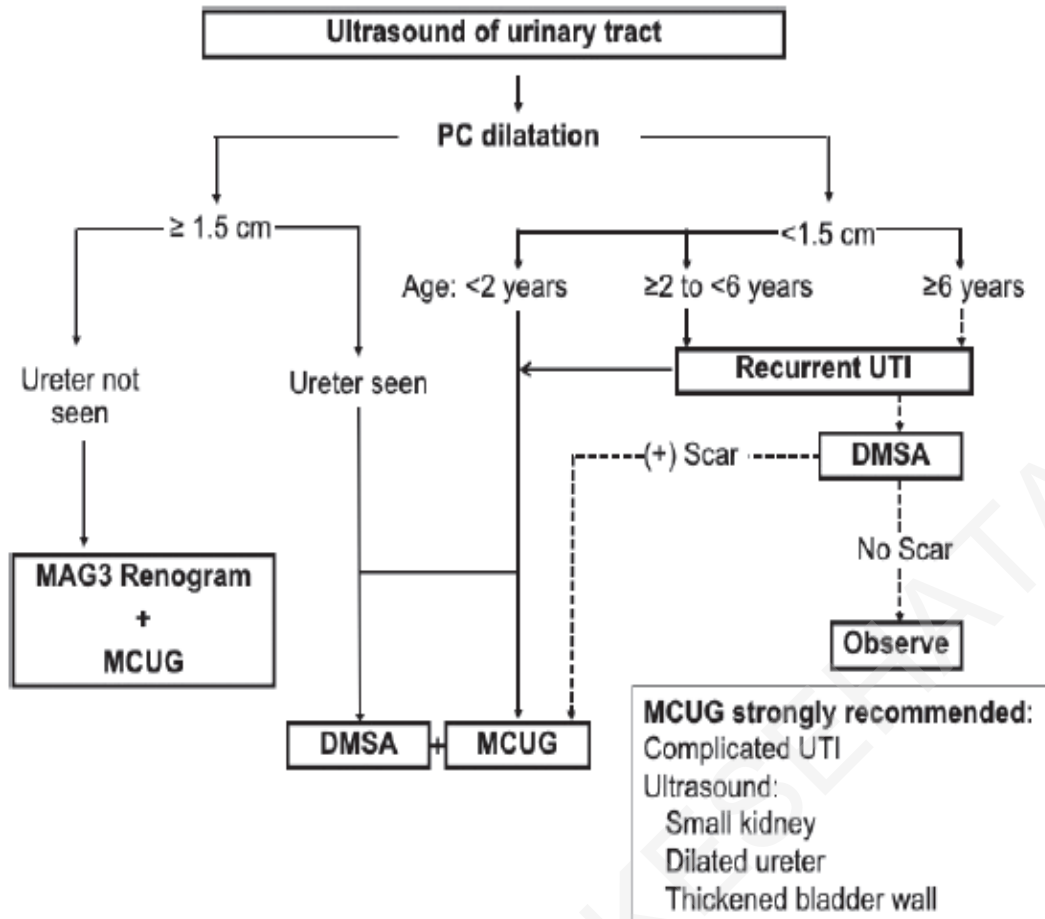 Ultrasound of urinary tract
PC dilatation
≥ 1.5 cm
<1.5 cm
Age: <2 years
≥2 to <6 years
≥6 years
Ureter not
seen
Ureter seen
Recurrent UTI
(+) Scar
DMSA
No Scar
Observe
MAG3 Renogram
+
MCUG
DMSA + MCUG
MCUG strongly recommended:
Complicated UTI
Ultrasound:
Small kidney
Dilated ureter
Thickened bladder wall